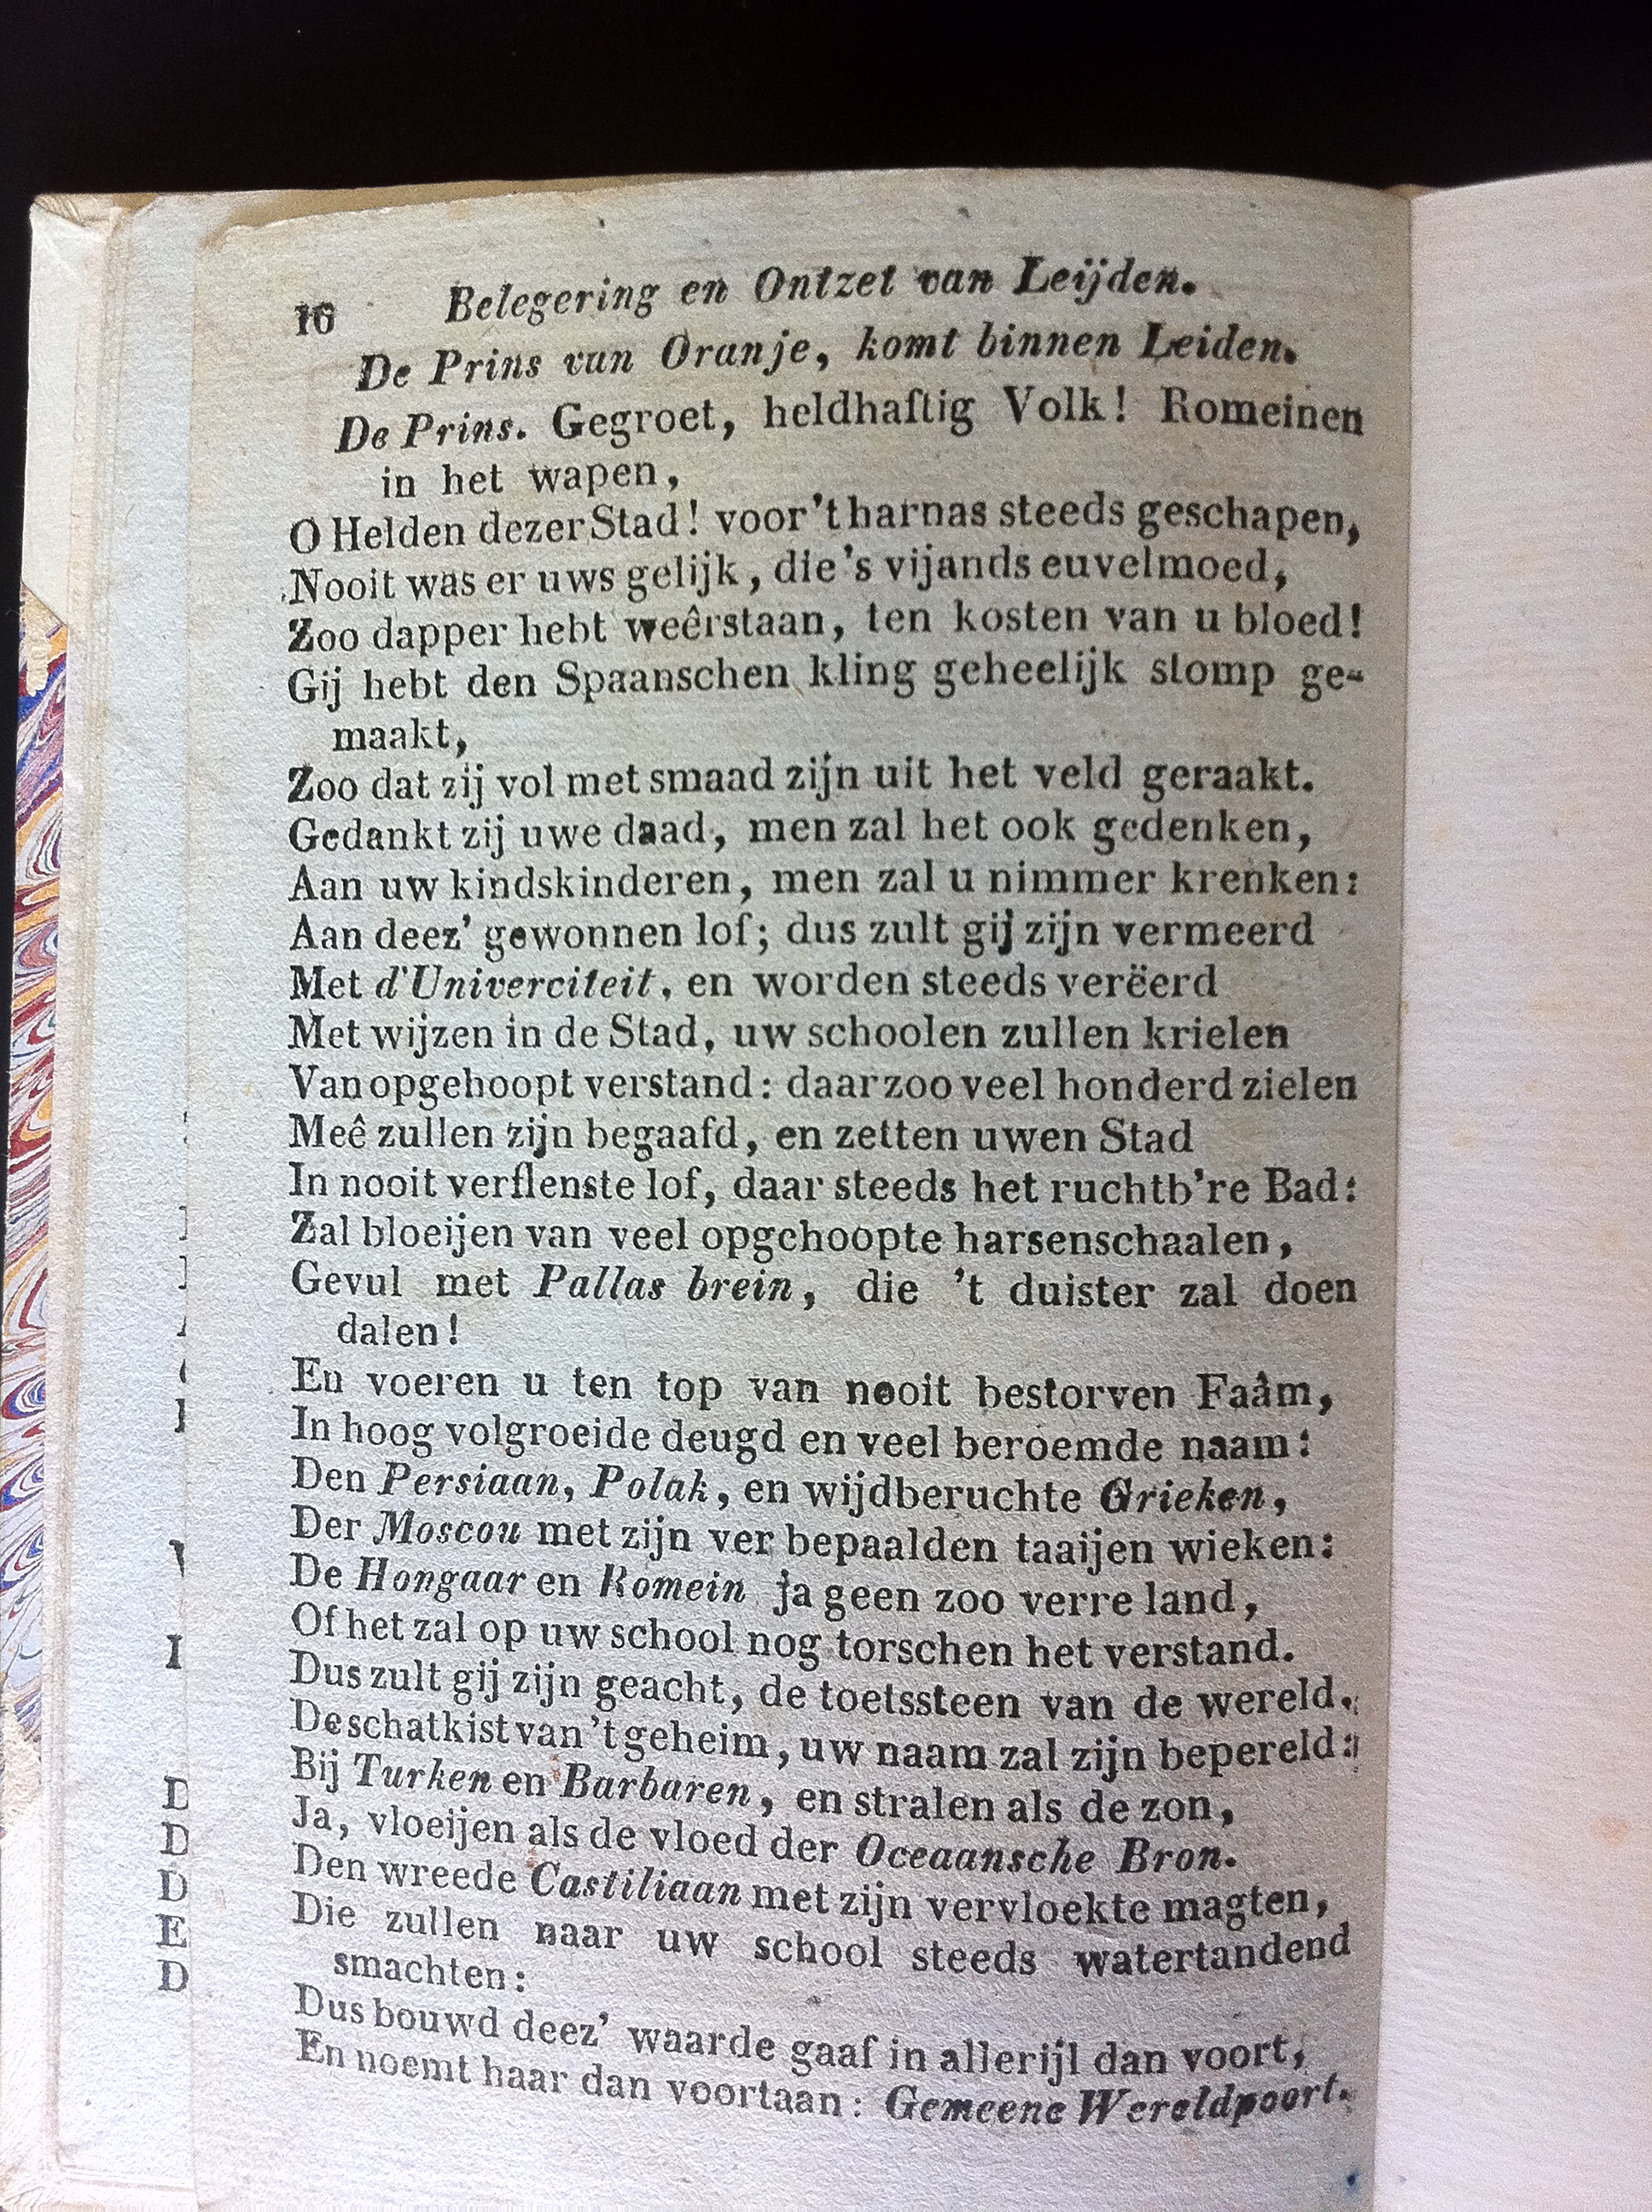 16 Belegering en Ontzet van Leijden.
De Prins van Oranje, komt binnen Leiden.
De Prins. Gegroet, heldhaftig Volk! Romeinen
in het wapen,
O Helden dezer Stad! voor 't harnas steeds geschapen,
Nooit was er uws gelijk, die 's vijands euvelmoed,
Zoo dapper hebt weêrstaan, ten kosten van u bloed!
Gij hebt den Spaanschen kling geheelijk stomp ge-
maakt,
Zoo dat zij vol met smaad zijn uit het veld geraakt.
Gedankt zij uwe daad, men zal het ook gedenken,
Aan uw kindskinderen, men zal u nimmer krenken:
Aan deez' gewonnen lof; dus zult gij zijn vermeerd
Met d'Univerciteit, en worden steeds verëerd
Met wijzen in de Stad, uw schoolen zullen krielen
Van opgehoopt verstand: daar zoo veel honderd zielen
Meê zullen zijn begaafd, en zetten uwen Stad
In nooit verflenste lof, daar steeds het ruchtb're Bad:
Zal bloeijen van veel opgehoopte harsenschaalen,
Gevul met Pallas brein, die 't duister zal doen
dalen!
En voeren u ten top van nooit bestorven Faâm,
In hoog volgroeide deugd en veel beroemde naam:
Den Persiaan, Polak, en wijdberuchte Grieken,
Der Moscou met zijn ver bepaalden taaijen wieken:
De Hongaar en Romein ja geen zoo verre land,
Of het zal op uw school nog torschen het verstand.
Dus zult gij zijn geacht, de toetssteen van de wereld,
De schatkist van 't geheim, uw naam zal zijn bepereld:
Bij Turken en Barbaren, en stralen als de zon,
Ja, vloeijen als de vloed der Oceaansche Bron.
Den wreede Castiliaan met zijn vervloekte magten,
Die zullen naar uw school steeds watertandend
smachten:
Dus bouwd deez' waarde gaaf in allerijl dan voort,
En noemt haar dan voortaan: Gemeene Wereldpoort.
I
D
D
D
E
D